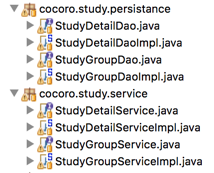 cocoro.study.persistance
StudyDetailDao.java
StudyDetailDaoImpl.java
StudyGroupDao.java
StudyGroupDaoImpl.java
cocoro.study.service
StudyDetailService.java
StudyDetailServiceImpl.java
StudyGroupService.java
StudyGroupServiceImpl.java